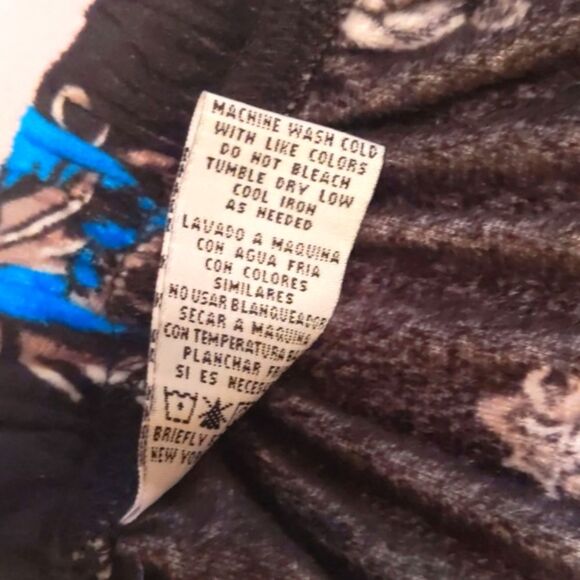 MACHINE WASH COLD
WITH LIKE COLORS
DO NOT BLEACH
TUMBLE DRY LOW
COOL IRON
AS NEEDED
LAVADO A MAQUINA
CON AGUA FRIA
CON COLORES
SIMILARES
NO USAR BLANQUEADOR
SECAR A MAQUINA
CON TEMPERATURA
PLANCHAR
SI ES
BRIEFLY
NEW